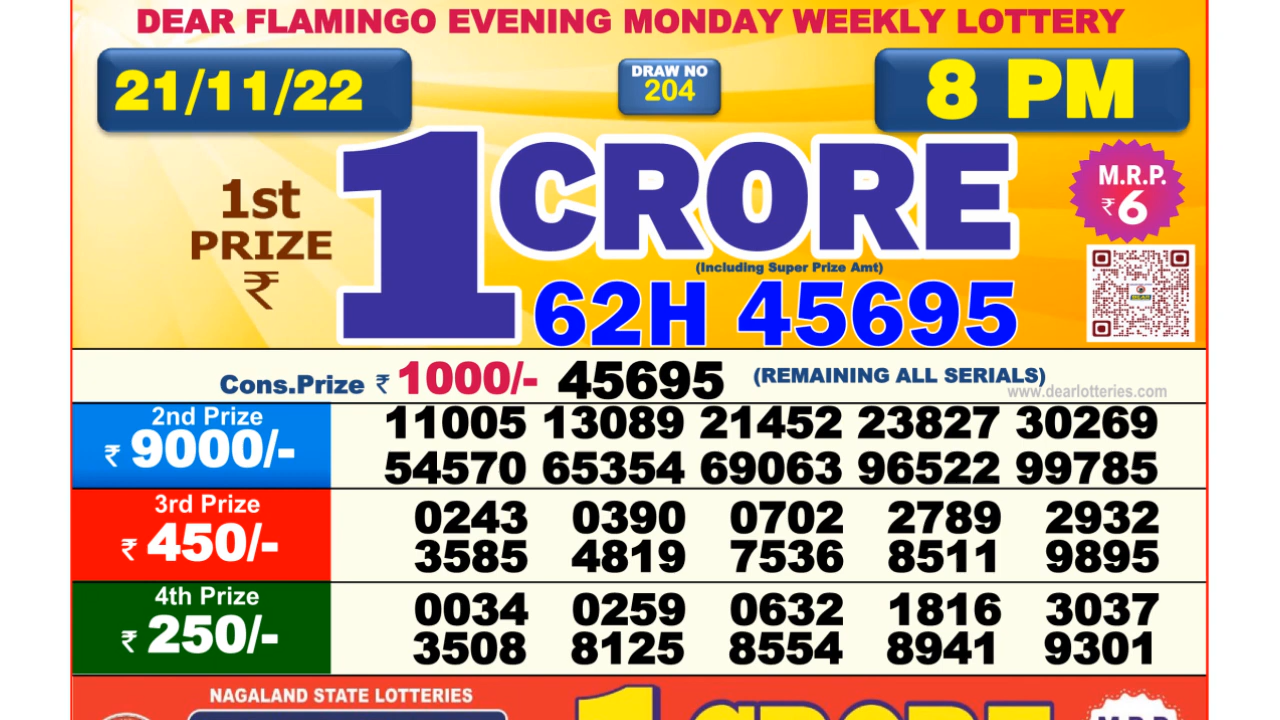 DEAR FLAMINGO EVENING MONDAY WEEKLY LOTTERY
21/11/22
DRAW NO
204
8 PM
1st
PRIZE
₹
1 CRORE
(Including Super Prize Amt)
62H 45695
M.R.P.
₹6
Cons.Prize ₹ 1000/- 45695 (REMAINING ALL SERIALS)
www.dearlotteries.com
2nd Prize
₹ 9000/-
11005 13089 21452 23827 30269
54570 65354 69063 96522 99785
3rd Prize
₹ 450/-
0243 0390 0702 2789 2932
3585 4819 7536 8511 9895
4th Prize
₹ 250/-
0034 0259 0632 1816 3037
3508 8125 8554 8941 9301
NAGALAND STATE LOTTERIES
1 CRORE
M.R.P.